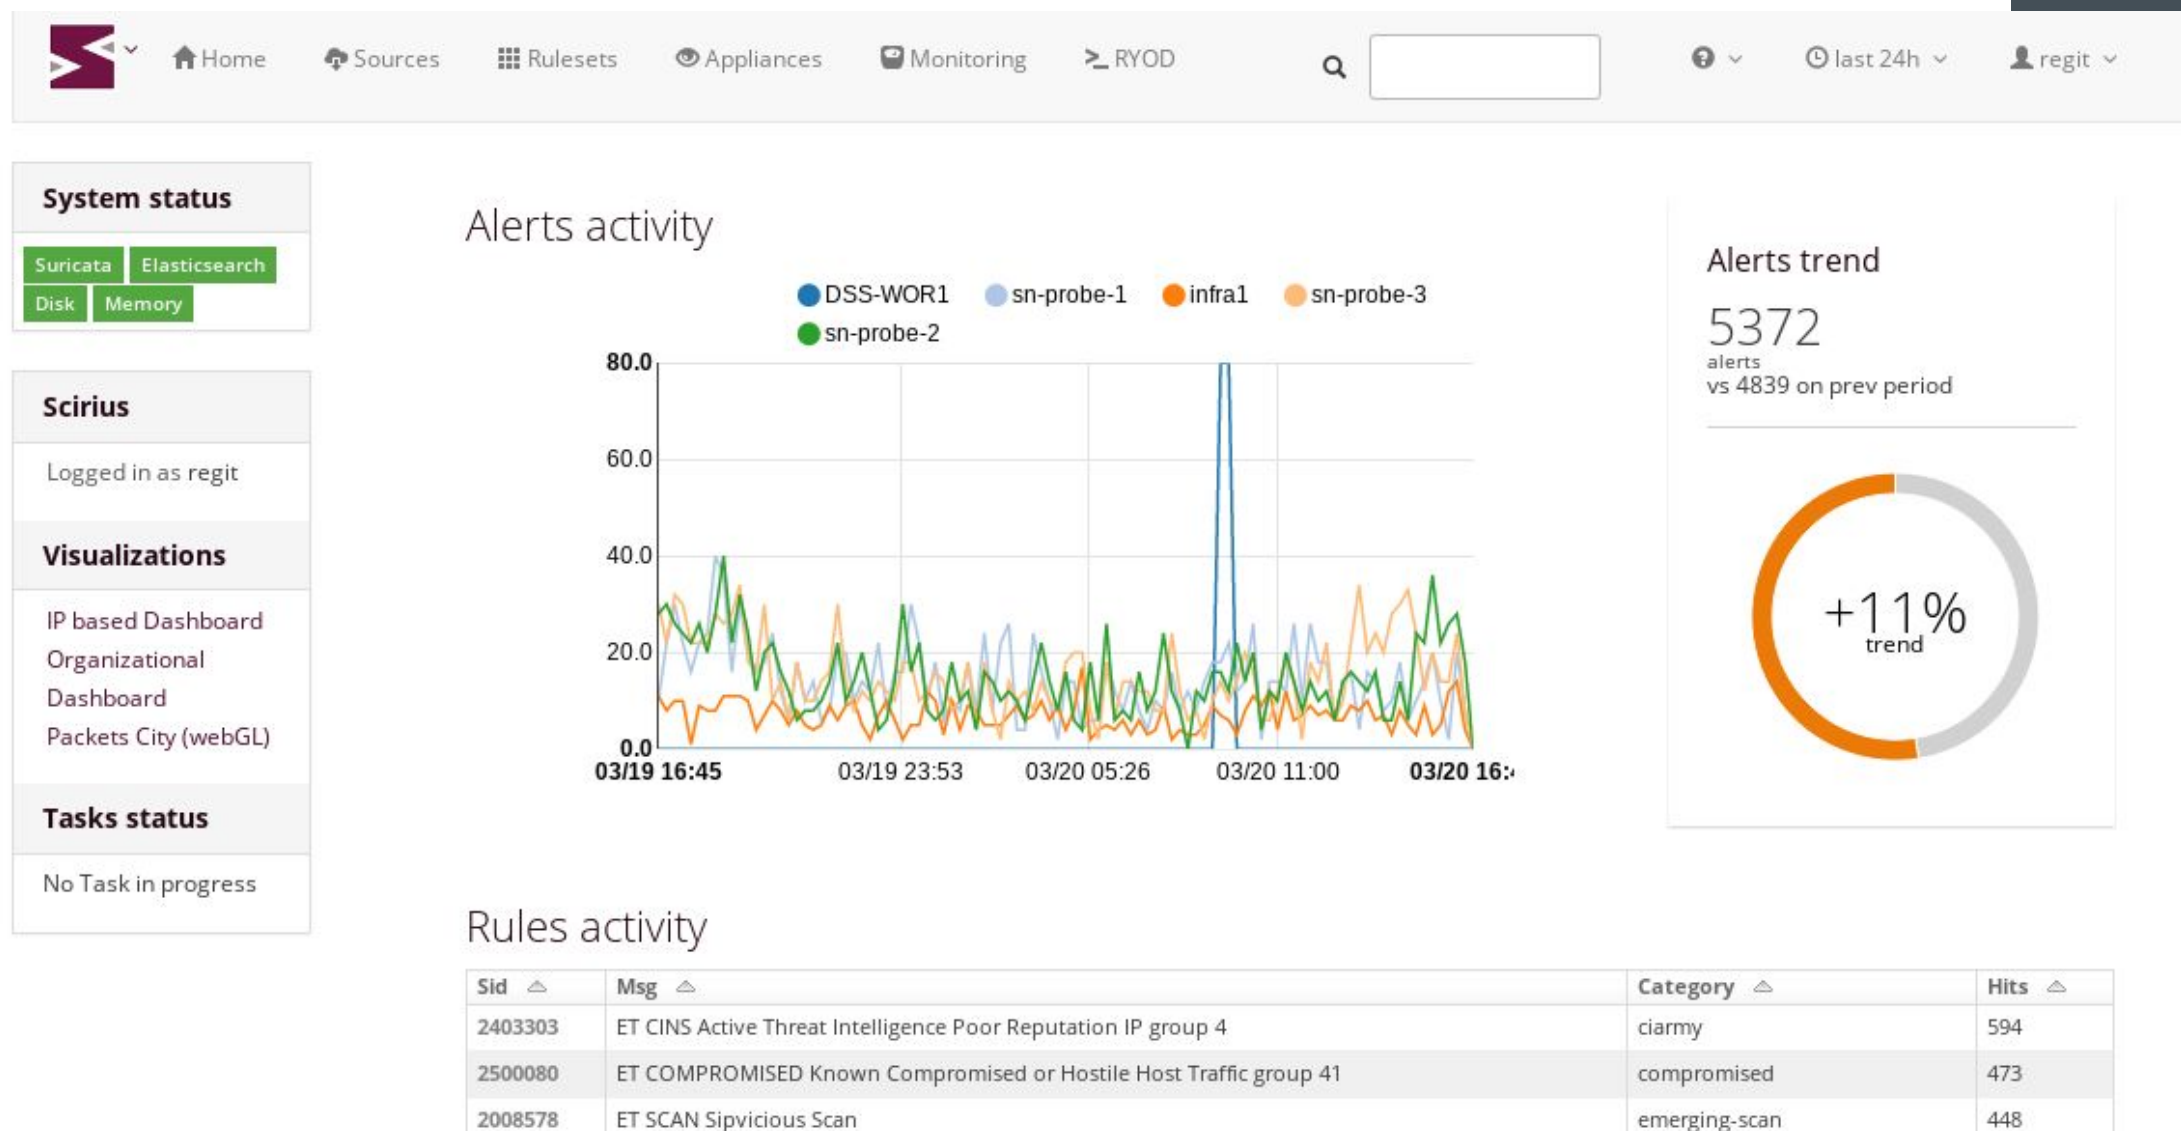 Home Sources Rulesets Appliances Monitoring RYOD last 24h regit
System status
Suricata Elasticsearch
Disk Memory
Scirius
Logged in as regit
Visualizations
IP based Dashboard
Organizational
Dashboard
Packets City (webGL)
Tasks status
No Task in progress
Alerts activity
DSS-WOR1 sn-probe-1 infra1 sn-probe-3
sn-probe-2
80.0
60.0
40.0
20.0
0.0
03/19 16:45 03/19 23:53 03/20 05:26 03/20 11:00 03/20 16:
Alerts trend
5372
alerts
vs 4839 on prev period
+11%
trend
Rules activity
Sid Msg Category Hits
2403303 ET CINS Active Threat Intelligence Poor Reputation IP group 4 ciarmy 594
2500080 ET COMPROMISED Known Compromised or Hostile Host Traffic group 41 compromised 473
2008578 ET SCAN Sipvicious Scan emerging-scan 448